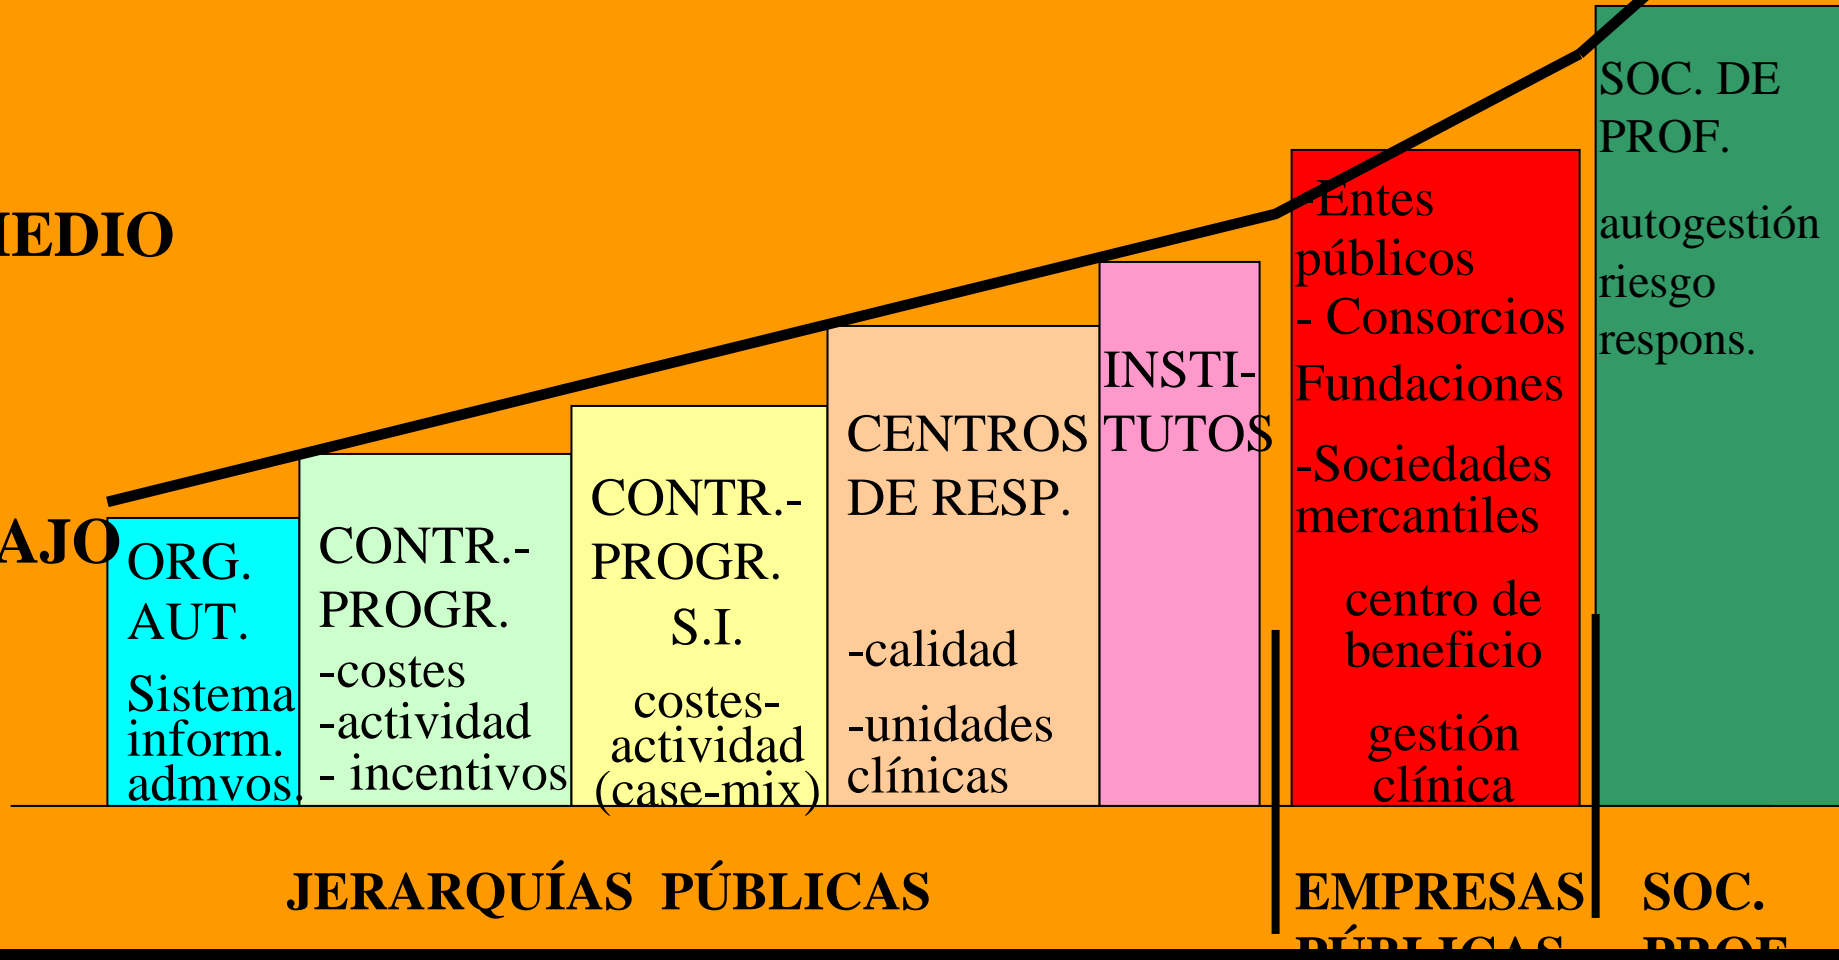 IEDIO
AJO
ORG.
AUT.
Sistema
inform.
admvos.
CONTR.-
PROGR.
-costes
-actividad
- incentivos
CONTR.-
PROGR.
S.I.
costes-
actividad
(case-mix)
CENTROS
DE RESP.
-calidad
-unidades
clínicas
INSTI-
TUTOS
-Entes
públicos
- Consorcios
Fundaciones
-Sociedades
mercantiles
centro de
beneficio
gestión
clínica
SOC. DE
PROF.
autogestión
riesgo
respons.
JERARQUÍAS PÚBLICAS
EMPRESAS
PÚBLICAS
SOC.
PROF